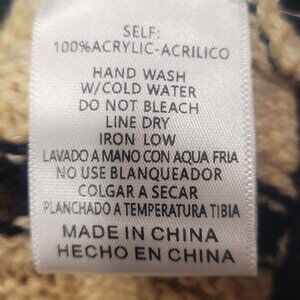 SELF:
100%ACRYLIC-ACRILICO
HAND WASH
W/COLD WATER
DO NOT BLEACH
LINE DRY
IRON LOW
LAVADO A MANO CON AQUA FRIA
NO USE BLANQUEADOR
COLGAR A SECAR
PLANCHADO A TEMPERATURA TIBIA
MADE IN CHINA
HECHO EN CHINA